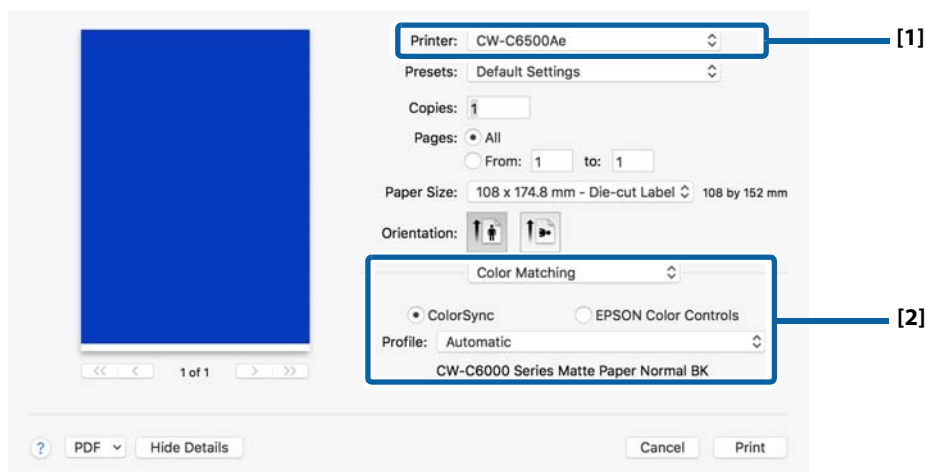 Printer: CW-C6500Ae
[1]
Presets: Default Settings
Copies: 1
Pages: All
From: 1 to: 1
Paper Size: 108 x 174.8 mm - Die-cut Label 108 by 152 mm
Orientation:
Color Matching
ColorSync EPSON Color Controls
[2]
Profile: Automatic
CW-C6000 Series Matte Paper Normal BK
<< < 1 of 1 > >>
? PDF Hide Details Cancel Print